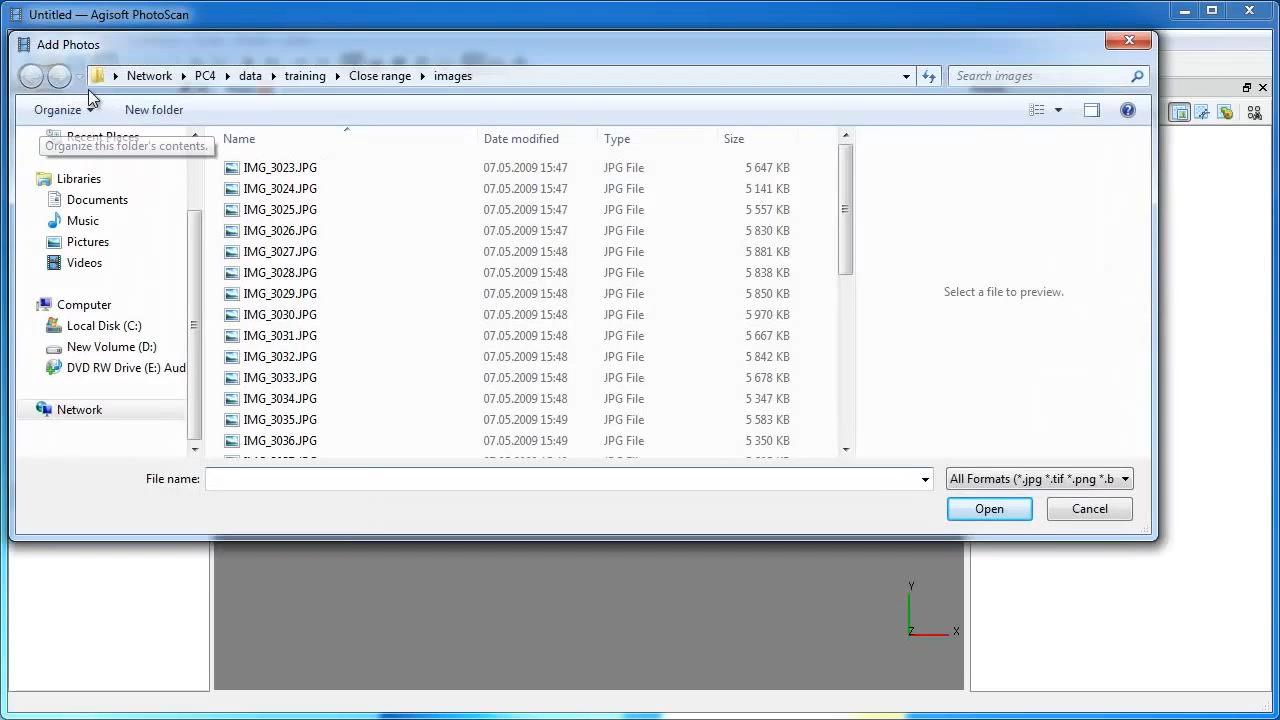 Untitled — Agisoft PhotoScan
Add Photos
Network PC4 data training Close range images
Search images
Organize New folder
Recent Places
Organize this folder's contents.
Name Date modified Type Size
Libraries
Documents
Music
Pictures
Videos
Computer
Local Disk (C:)
New Volume (D:)
DVD RW Drive (E:) Aud
Network
IMG_3023.JPG 07.05.2009 15:47 JPG File 5 647 KB
IMG_3024.JPG 07.05.2009 15:47 JPG File 5 141 KB
IMG_3025.JPG 07.05.2009 15:47 JPG File 5 557 KB
IMG_3026.JPG 07.05.2009 15:47 JPG File 5 830 KB
IMG_3027.JPG 07.05.2009 15:48 JPG File 5 881 KB
IMG_3028.JPG 07.05.2009 15:48 JPG File 5 838 KB
IMG_3029.JPG 07.05.2009 15:48 JPG File 5 850 KB
IMG_3030.JPG 07.05.2009 15:48 JPG File 5 970 KB
IMG_3031.JPG 07.05.2009 15:48 JPG File 5 667 KB
IMG_3032.JPG 07.05.2009 15:48 JPG File 5 842 KB
IMG_3033.JPG 07.05.2009 15:48 JPG File 5 678 KB
IMG_3034.JPG 07.05.2009 15:48 JPG File 5 347 KB
IMG_3035.JPG 07.05.2009 15:49 JPG File 5 583 KB
IMG_3036.JPG 07.05.2009 15:49 JPG File 5 350 KB
Select a file to preview.
File name:
All Formats (*.jpg *.tif *.png *.b
Open Cancel
Y
Z X